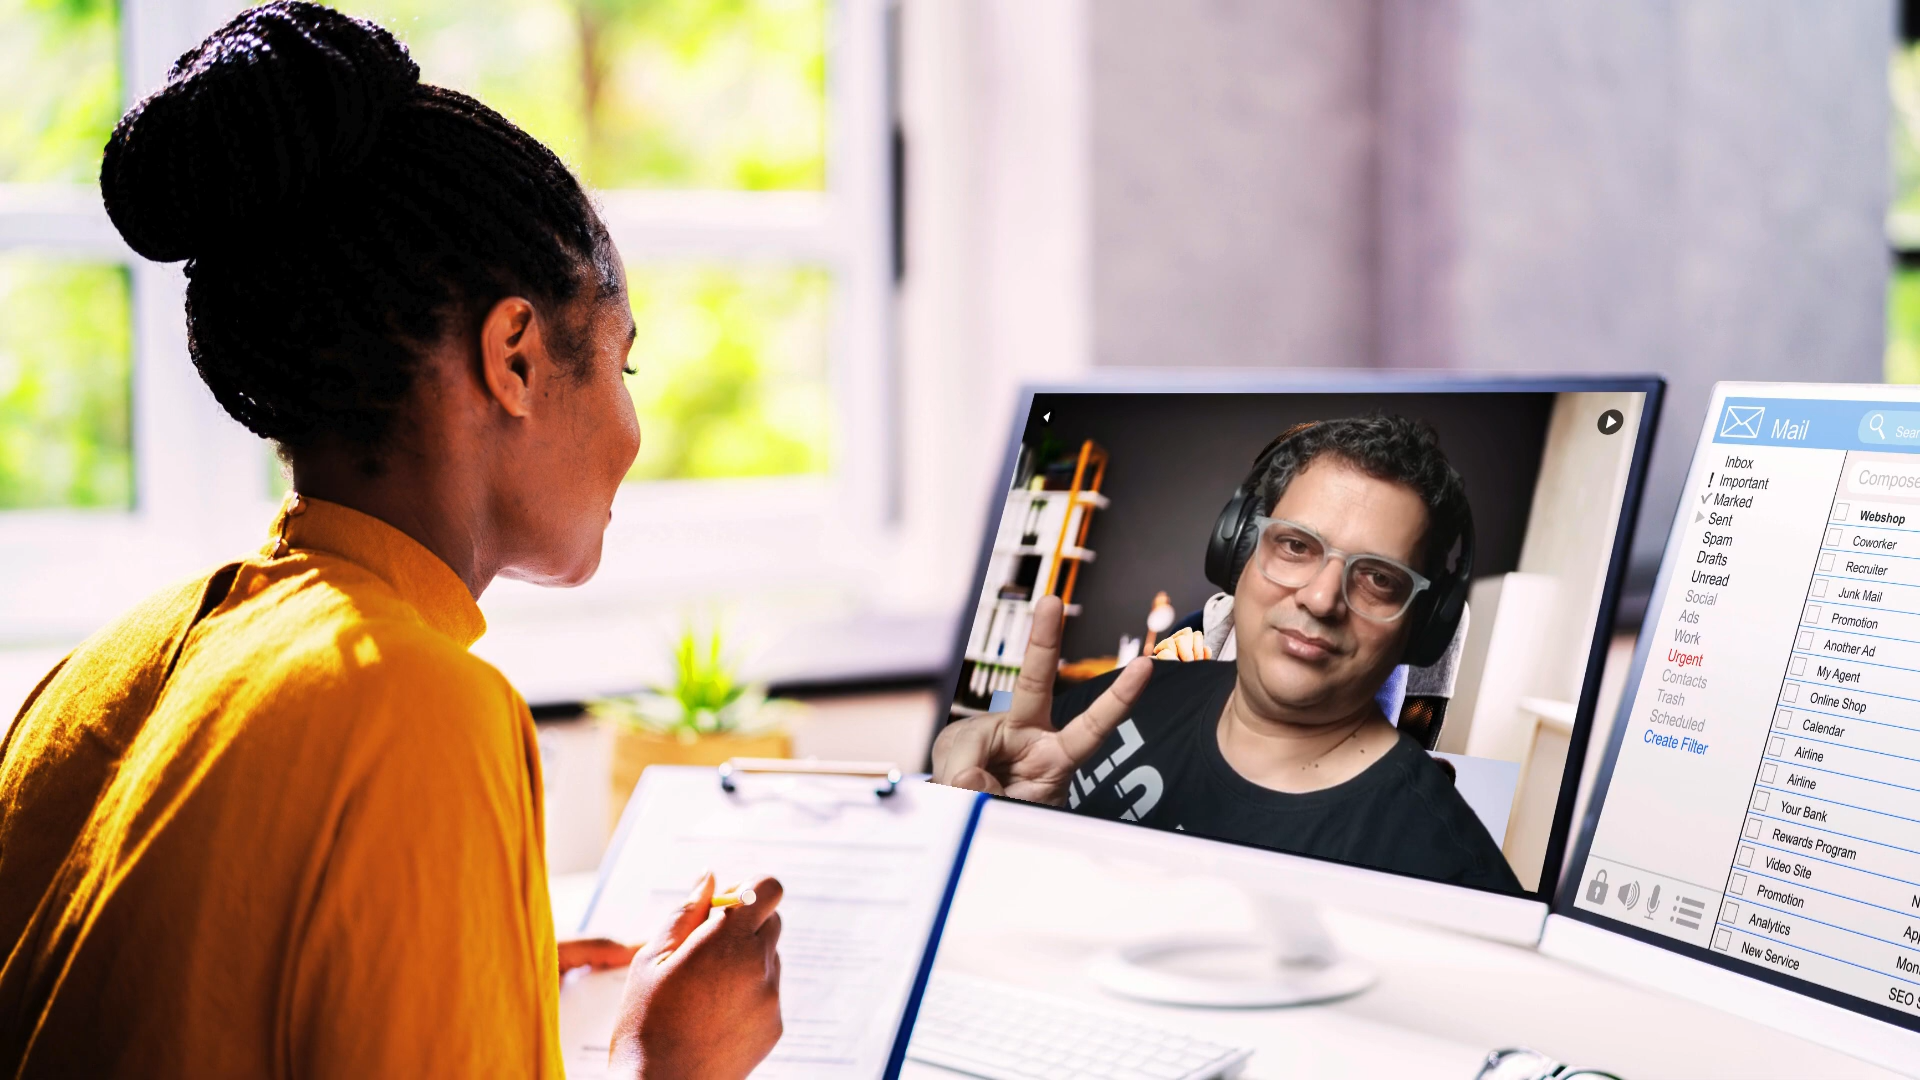 Mail
Sear
Inbox
! Important
Marked
Sent
Spam
Drafts
Unread
Social
Ads
Work
Urgent
Contacts
Trash
Scheduled
Create Filter
Compose
Webshop
Coworker
Recruiter
Junk Mail
Promotion
Another Ad
My Agent
Online Shop
Calendar
Airline
Airline
Your Bank
Rewards Program
Video Site
Promotion
Analytics
New Service
N
App
Mon
SEO S